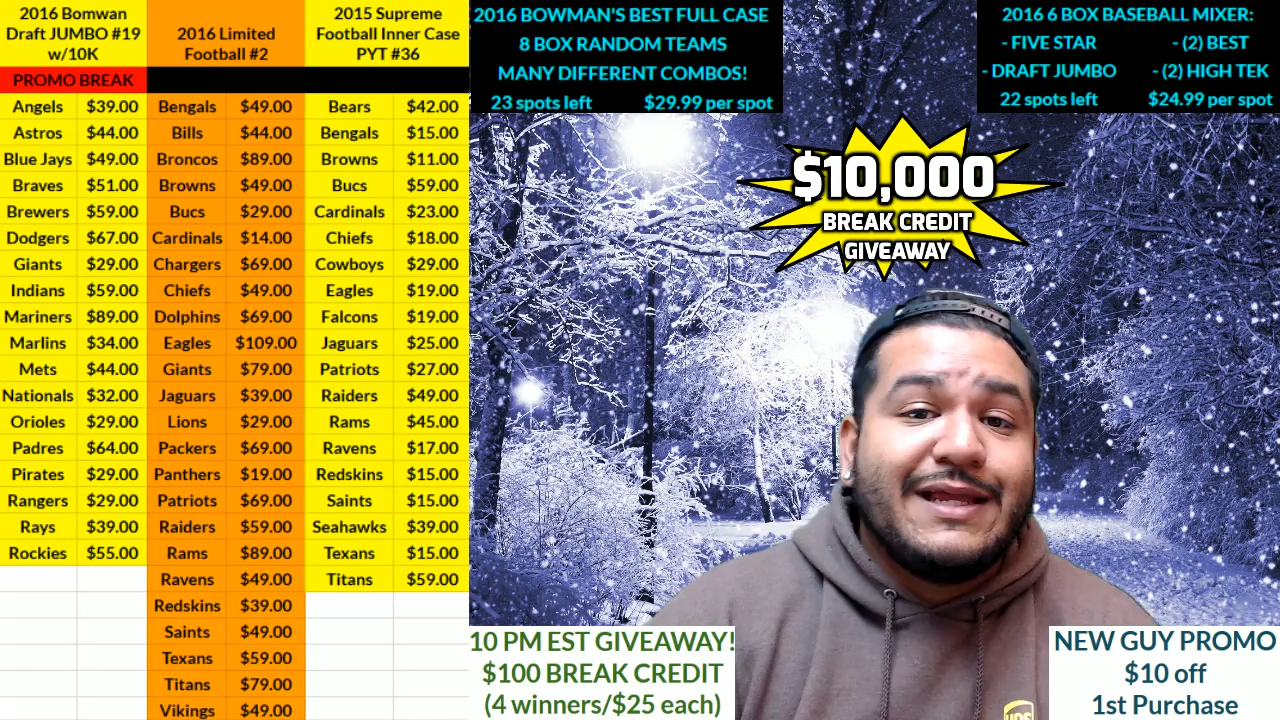 2016 Bomwan
Draft JUMBO #19
w/10K
PROMO BREAK
Angels $39.00
Astros $44.00
Blue Jays $49.00
Braves $51.00
Brewers $59.00
Dodgers $67.00
Giants $29.00
Indians $59.00
Mariners $89.00
Marlins $34.00
Mets $44.00
Nationals $32.00
Orioles $29.00
Padres $64.00
Pirates $29.00
Rangers $29.00
Rays $39.00
Rockies $55.00
2016 Limited
Football #2
Bengals $49.00
Bills $44.00
Broncos $89.00
Browns $49.00
Bucs $29.00
Cardinals $14.00
Chargers $69.00
Chiefs $49.00
Dolphins $69.00
Eagles $109.00
Giants $79.00
Jaguars $39.00
Lions $29.00
Packers $69.00
Panthers $19.00
Patriots $69.00
Raiders $59.00
Rams $89.00
Ravens $49.00
Redskins $39.00
Saints $49.00
Texans $59.00
Titans $79.00
Vikings $49.00
2015 Supreme
Football Inner Case
PYT #36
Bears $42.00
Bengals $15.00
Browns $11.00
Bucs $59.00
Cardinals $23.00
Chiefs $18.00
Cowboys $29.00
Eagles $19.00
Falcons $19.00
Jaguars $25.00
Patriots $27.00
Raiders $49.00
Rams $45.00
Ravens $17.00
Redskins $15.00
Saints $15.00
Seahawks $39.00
Texans $15.00
Titans $59.00
2016 BOWMAN'S BEST FULL CASE
8 BOX RANDOM TEAMS
MANY DIFFERENT COMBOS!
23 spots left $29.99 per spot
2016 6 BOX BASEBALL MIXER:
- FIVE STAR - (2) BEST
- DRAFT JUMBO - (2) HIGH TEK
22 spots left $24.99 per spot
$10,000
BREAK CREDIT
GIVEAWAY
10 PM EST GIVEAWAY!
$100 BREAK CREDIT
(4 winners/$25 each)
NEW GUY PROMO
$10 off
1st Purchase
ups